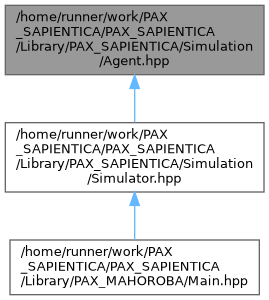 /home/runner/work/PAX
_SAPIENTICA/PAX_SAPIENTICA
/Library/PAX_SAPIENTICA/Simulation
/Agent.hpp
/home/runner/work/PAX
_SAPIENTICA/PAX_SAPIENTICA
/Library/PAX_SAPIENTICA/Simulation
/Simulator.hpp
/home/runner/work/PAX
_SAPIENTICA/PAX_SAPIENTICA
/Library/PAX_MAHOROBA/Main.hpp